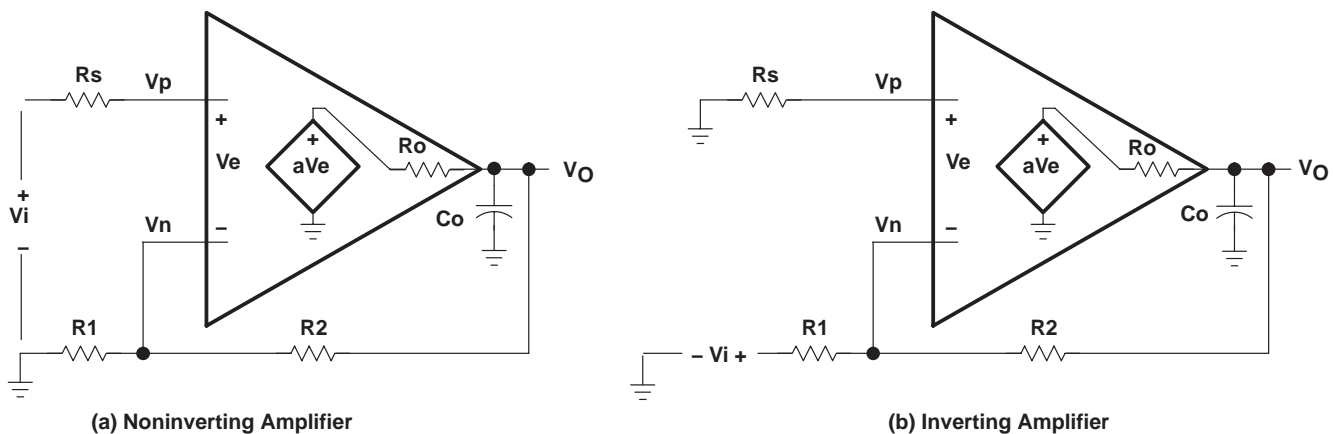 Rs
Vp
+
Ve
+
aVe
Ro
VO
Co
+
Vi
–
Vn
–
R1
R2
(a) Noninverting Amplifier
Rs
Vp
+
Ve
+
aVe
Ro
VO
Co
Vn
–
R1
R2
– Vi +
(b) Inverting Amplifier